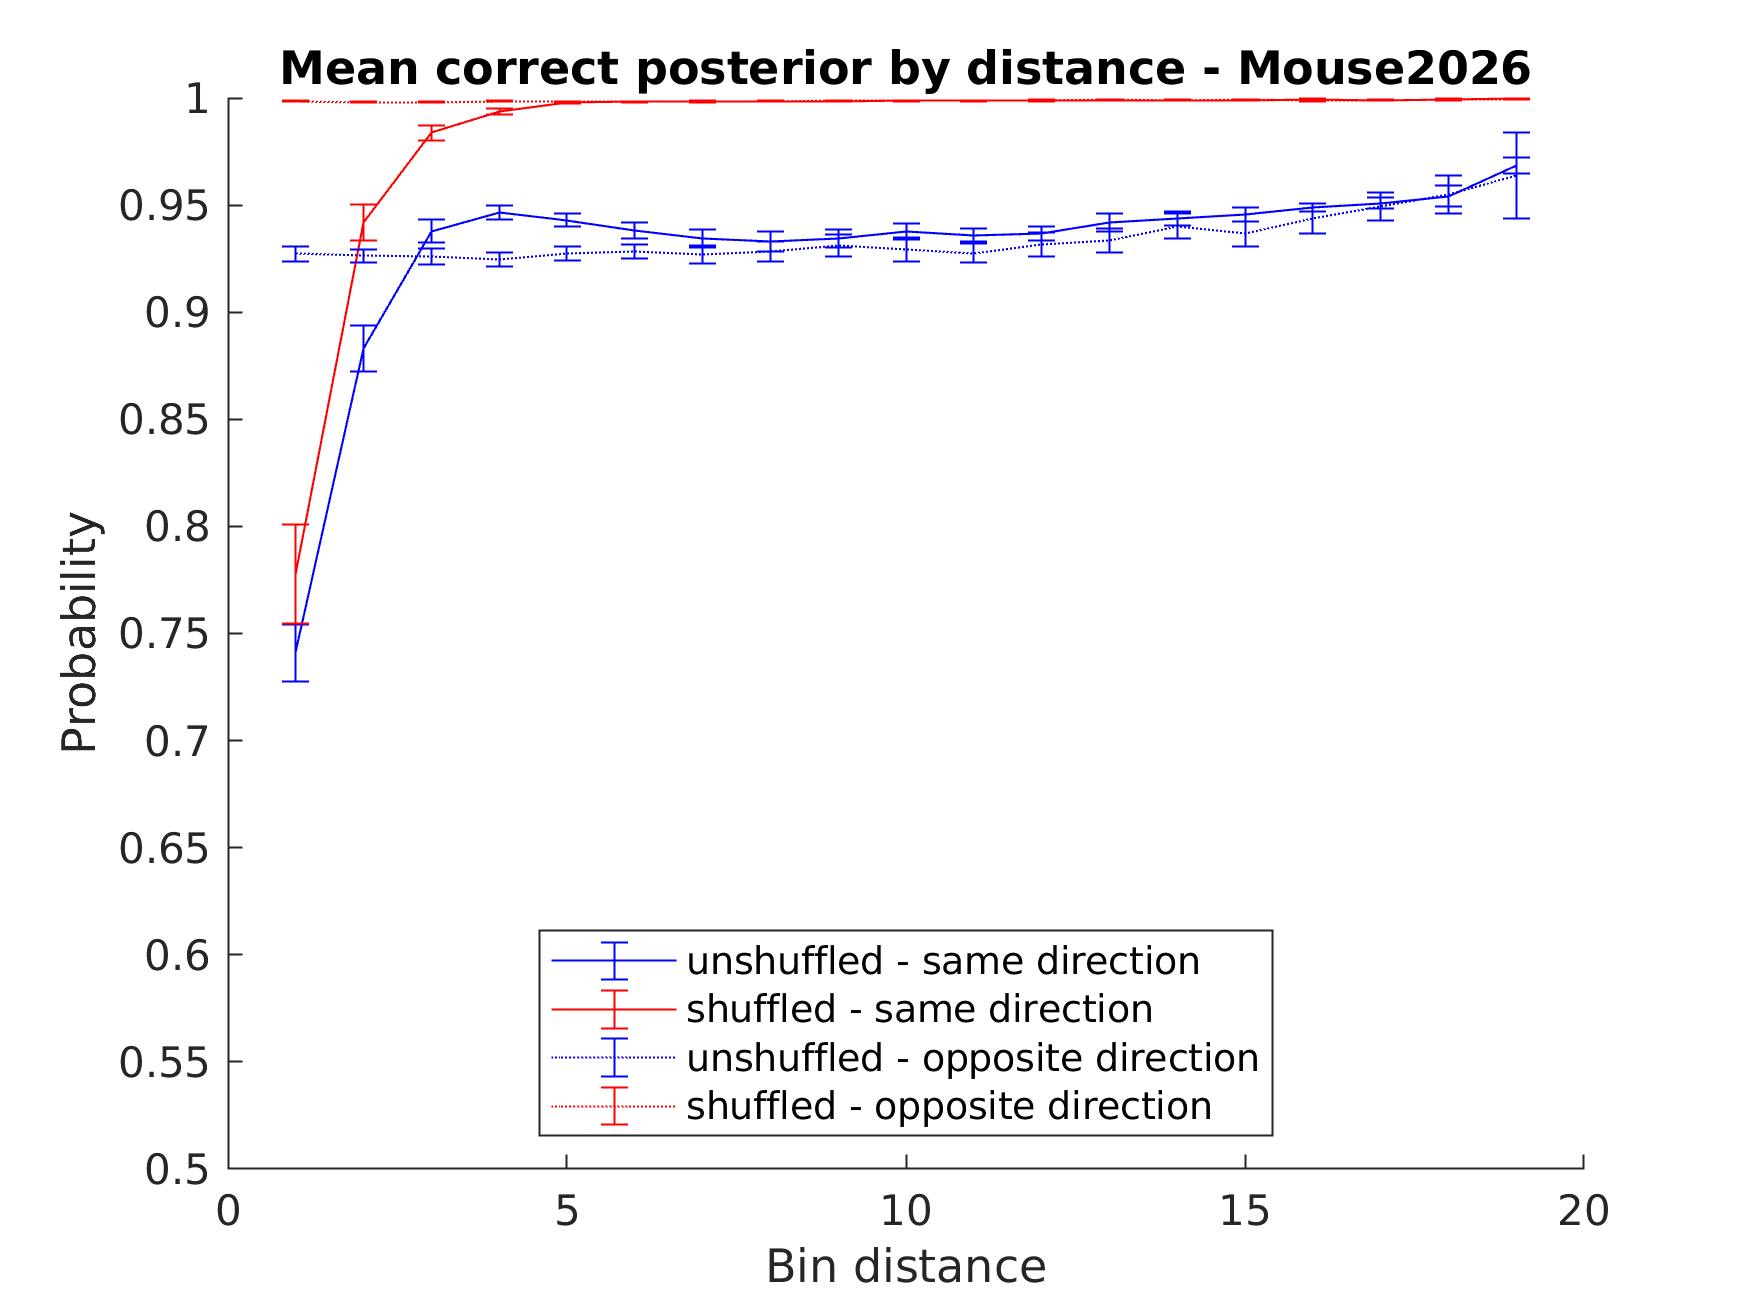 Mean correct posterior by distance - Mouse2026
1
0.95
0.9
0.85
0.8
0.75
0.7
0.65
0.6
0.55
0.5
Probability
unshuffled - same direction
shuffled - same direction
unshuffled - opposite direction
shuffled - opposite direction
0 5 10 15 20
Bin distance